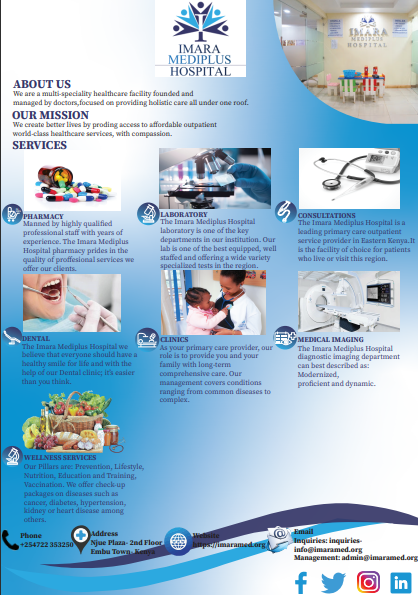 IMARA
MEDIPLUS
HOSPITAL
IMARA
MEDIPLUS
HOSPITAL
ABOUT US
We are a multi-speciality healthcare facility founded and
managed by doctors,focused on providing holistic care all under one roof.
OUR MISSION
We create better lives by proding access to affordable outpatient
world-class healthcare services, with compassion.
SERVICES
PHARMACY
Manned by highly qualified
professional staff with years of
experience. The Imara Mediplus
Hospital pharmacy prides in the
quality of proffesional services we
offer our clients.
LABORATORY
The Imara Mediplus Hospital
laboratory is one of the key
departments in our institution. Our
lab is one of the best equipped, well
staffed and offering a wide variety
specialized tests in the region.
CONSULTATIONS
The Imara Mediplus Hospital is a
leading primary care outpatient
service provider in Eastern Kenya.It
is the facility of choice for patients
who live or visit this region.
DENTAL
The Imara Mediplus Hospital we
believe that everyone should have a
healthy smile for life and with the
help of our Dental clinic; it's easier
than you think.
CLINICS
As your primary care provider, our
role is to provide you and your
family with long-term
comprehensive care. Our
management covers conditions
ranging from common diseases to
complex.
MEDICAL IMAGING
The Imara Mediplus Hospital
diagnostic imaging department
can best described as:
Modernized,
proficient and dynamic.
WELLNESS SERVICES
Our Pillars are: Prevention, Lifestyle,
Nutrition, Education and Training,
Vaccination. We offer check-up
packages on diseases such as
cancer, diabetes, hypertension,
kidney or heart disease among
others.
Phone
+254722 353250
Address
Njue Plaza- 2nd Floor
Embu Town- Kenya
Website
https://imaramed.org
Email
Inquiries: inquiries-
info@imaramed.org
Management: admin@imaramed.org